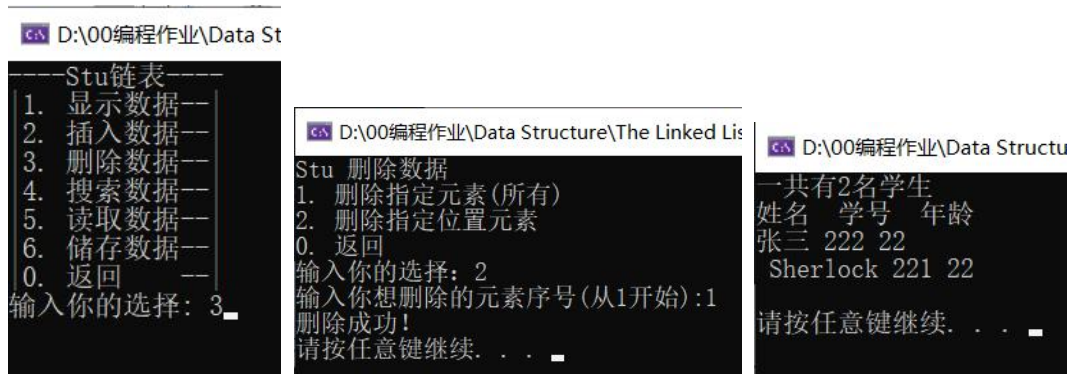 D:\00编程作业\Data St
----Stu链表----
|1. 显示数据--|
|2. 插入数据--|
|3. 删除数据--|
|4. 搜索数据--|
|5. 读取数据--|
|6. 储存数据--|
|0. 返回    --|
输入你的选择: 3
D:\00编程作业\Data Structure\The Linked Lis
Stu 删除数据
1. 删除指定元素(所有)
2. 删除指定位置元素
0. 返回
输入你的选择: 2
输入你想删除的元素序号(从1开始):1
删除成功!
请按任意键继续. . .
D:\00编程作业\Data Structu
一共有2名学生
姓名  学号  年龄
张三 222 22
Sherlock 221 22
请按任意键继续. . .